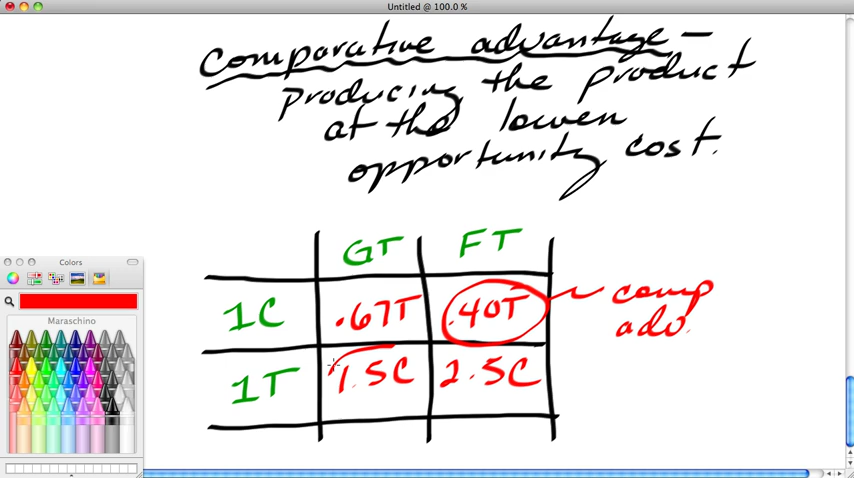 Untitled @ 100.0 %
Comparative advantage —
producing the product
at the lower
opportunity cost.
Colors
Maraschino
GT FT
1C .67T .40T comp
adv.
1T 1.5C 2.5C